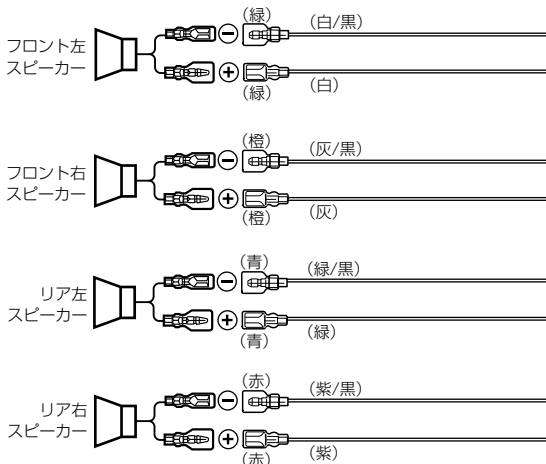 フロント左
スピーカー
(緑)
(白/黒)
⊖
⊕
(緑)
(白)
フロント右
スピーカー
(橙)
(灰/黒)
⊖
⊕
(橙)
(灰)
リア左
スピーカー
(青)
(緑/黒)
⊖
⊕
(青)
(緑)
リア右
スピーカー
(赤)
(紫/黒)
⊖
⊕
(赤)
(紫)